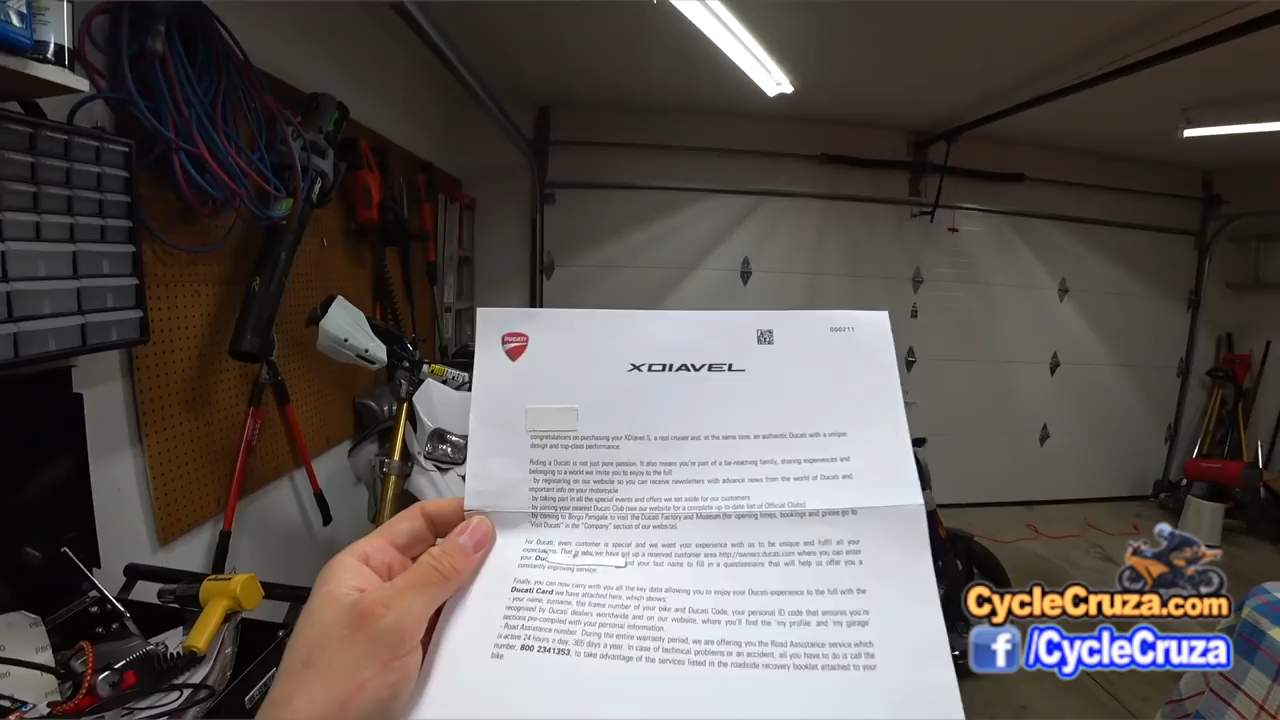 DUCATI
000211
XDIAVEL
congratulations on purchasing your XDiavel S, a real cruiser and, at the same time, an authentic Ducati with a unique
design and top-class performance.
Riding a Ducati is not just pure passion. It also means you're part of a far-reaching family, sharing experiences and
belonging to a world we invite you to enjoy to the full:
- by registering on our website so you can receive newsletters with advance news from the world of Ducati and
important info on your motorcycle
- by taking part in all the special events and offers we set aside for our customers
- by joining your nearest Ducati Club (see our website for a complete up-to-date list of Official Clubs)
- by coming to Borgo Panigale to visit the Ducati Factory and Museum (for opening times, bookings and prices go to
"Visit Ducati" in the "Company" section of our website)
For Ducati, every customer is special and we want your experience with us to be unique and fulfil all your
expectations. That is why we have set up a reserved customer area http://owners.ducati.com where you can enter
your Duc nd your last name to fill in a questionnaire that will help us offer you a
constantly improving service.
Finally, you can now carry with you all the key data allowing you to enjoy your Ducati experience to the full with the
Ducati Card we have attached here, which shows:
- your name, surname, the frame number of your bike and Ducati Code, your personal ID code that ensures you're
recognised by Ducati dealers worldwide and on our website, where you'll find the 'my profile' and 'my garage'
sections pre-compiled with your personal information.
- Road Assistance number. During the entire warranty period, we are offering you the Road Assistance service which
is active 24 hours a day, 365 days a year. In case of technical problems or an accident, all you have to do is call the
number, 800 2341353, to take advantage of the services listed in the roadside recovery booklet attached to your
bike
PROTAPER
CycleCruza.com
f /CycleCruza